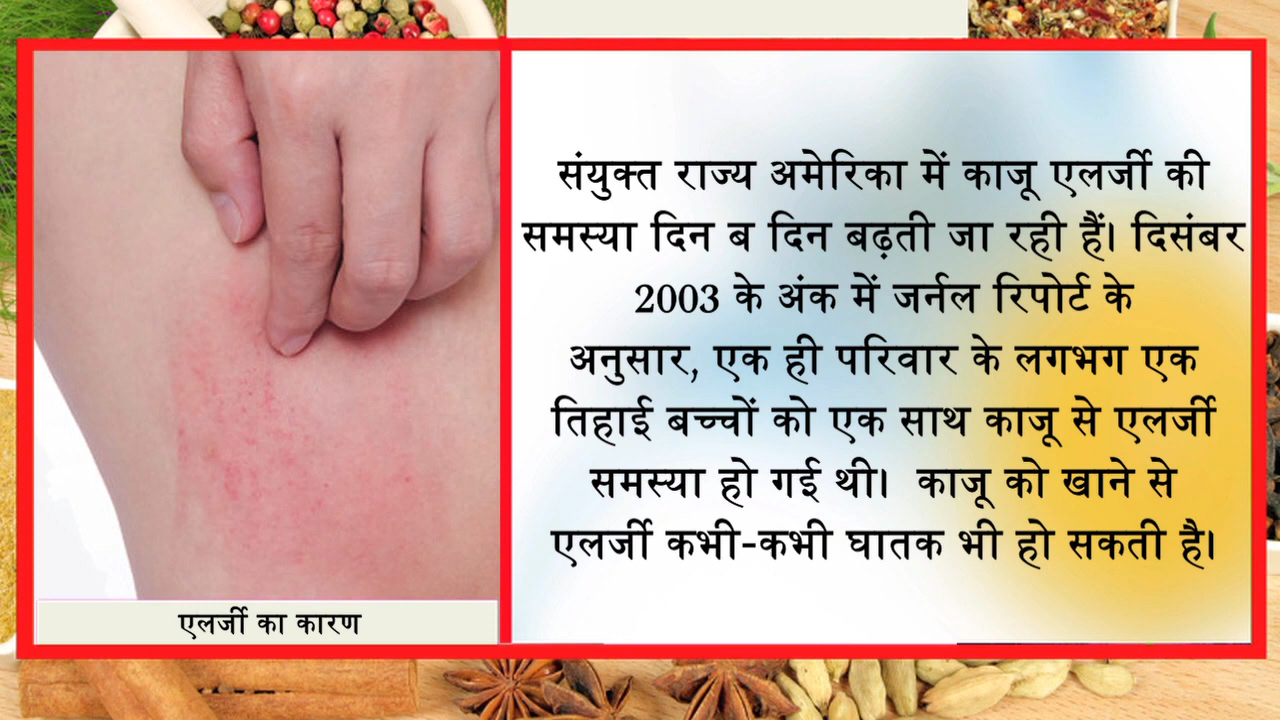 संयुक्त राज्य अमेरिका में काजू एलर्जी की
समस्या दिन ब दिन बढ़ती जा रही हैं। दिसंबर
2003 के अंक में जर्नल रिपोर्ट के
अनुसार, एक ही परिवार के लगभग एक
तिहाई बच्चों को एक साथ काजू से एलर्जी
समस्या हो गई थी। काजू को खाने से
एलर्जी कभी-कभी घातक भी हो सकती है।
एलर्जी का कारण